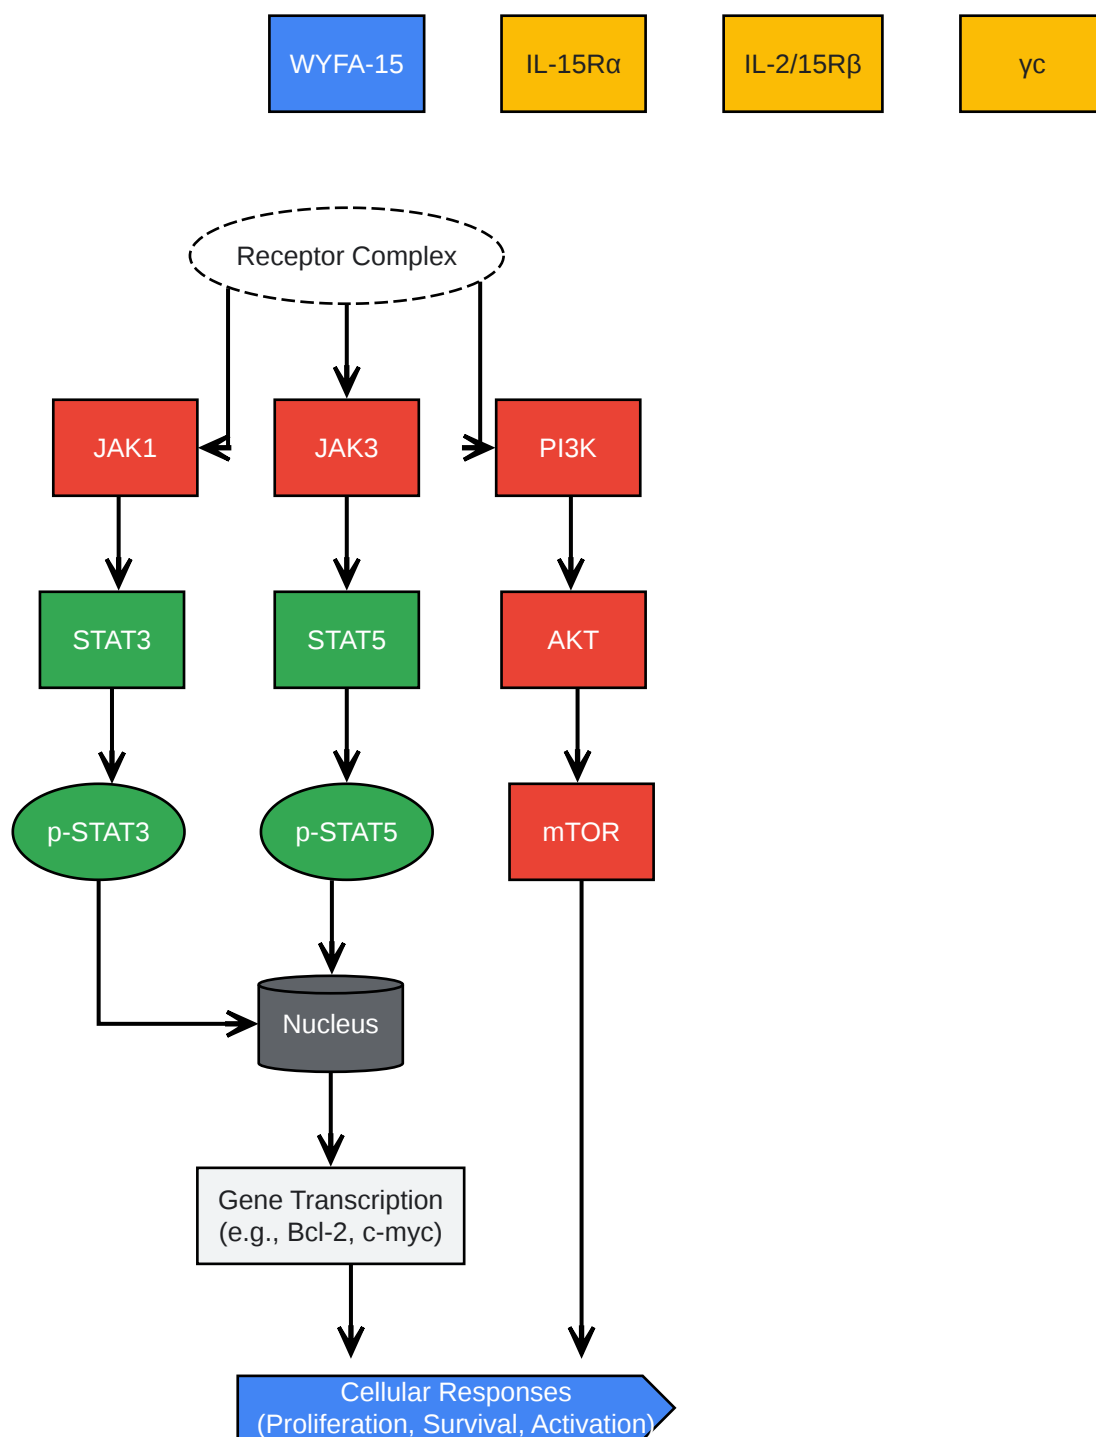 WYFA-15
IL-15Rα
IL-2/15Rβ
γc
Receptor Complex
JAK1
JAK3
PI3K
STAT3
STAT5
AKT
p-STAT3
p-STAT5
mTOR
Nucleus
Gene Transcription
(e.g., Bcl-2, c-myc)
Cellular Responses
(Proliferation, Survival, Activation)